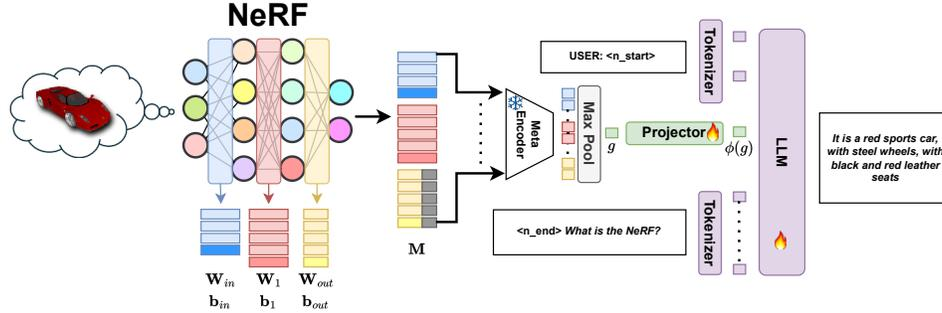 NeRF
W_in
b_in
W_1
b_1
W_out
b_out
M
Meta
Encoder
Max Pool
g
Projector
ϕ(g)
USER: <n_start>
Tokenizer
<n_end> What is the NeRF?
Tokenizer
LLM
It is a red sports car,
with steel wheels, with
black and red leather
seats